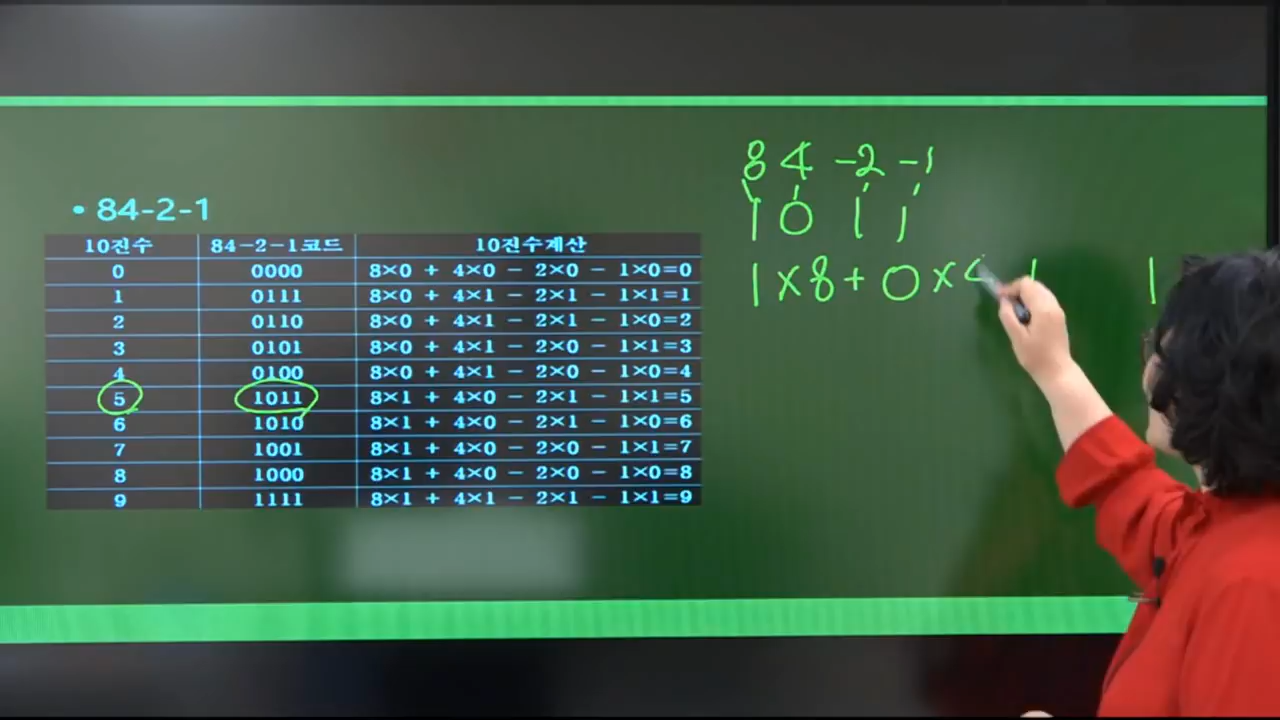 • 84-2-1
10진수 84-2-1코드 10진수계산
0 0000 8×0 + 4×0 - 2×0 - 1×0=0
1 0111 8×0 + 4×1 - 2×1 - 1×1=1
2 0110 8×0 + 4×1 - 2×1 - 1×0=2
3 0101 8×0 + 4×1 - 2×0 - 1×1=3
4 0100 8×0 + 4×1 - 2×0 - 1×0=4
5 1011 8×1 + 4×0 - 2×1 - 1×1=5
6 1010 8×1 + 4×0 - 2×1 - 1×0=6
7 1001 8×1 + 4×0 - 2×0 - 1×1=7
8 1000 8×1 + 4×0 - 2×0 - 1×0=8
9 1111 8×1 + 4×1 - 2×1 - 1×1=9
8 4 -2 -1
1 0 1 1
1×8+0×